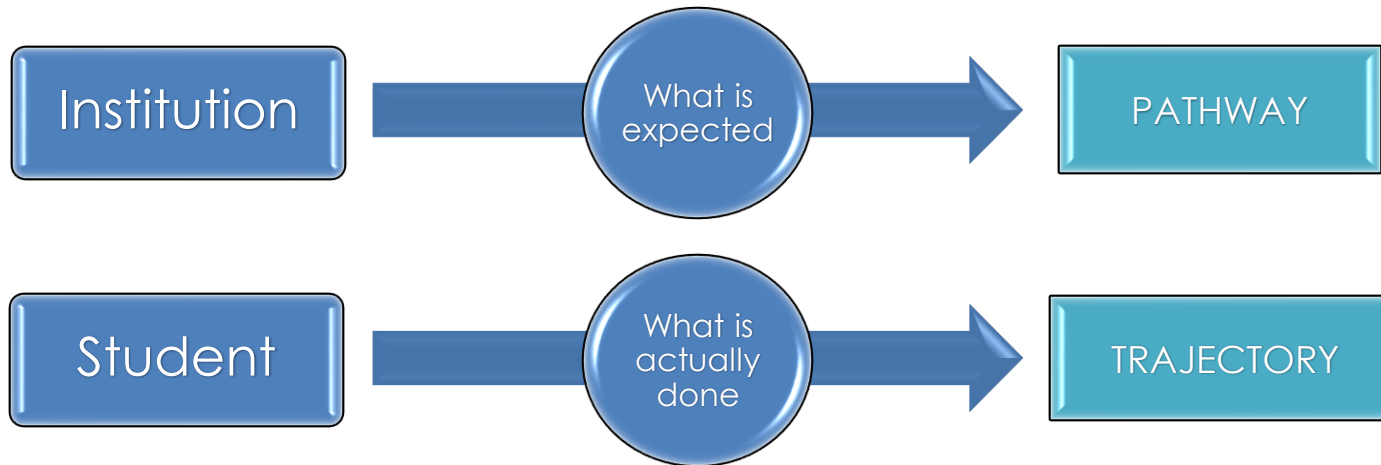 Institution
What is
expected
PATHWAY
Student
What is
actually
done
TRAJECTORY